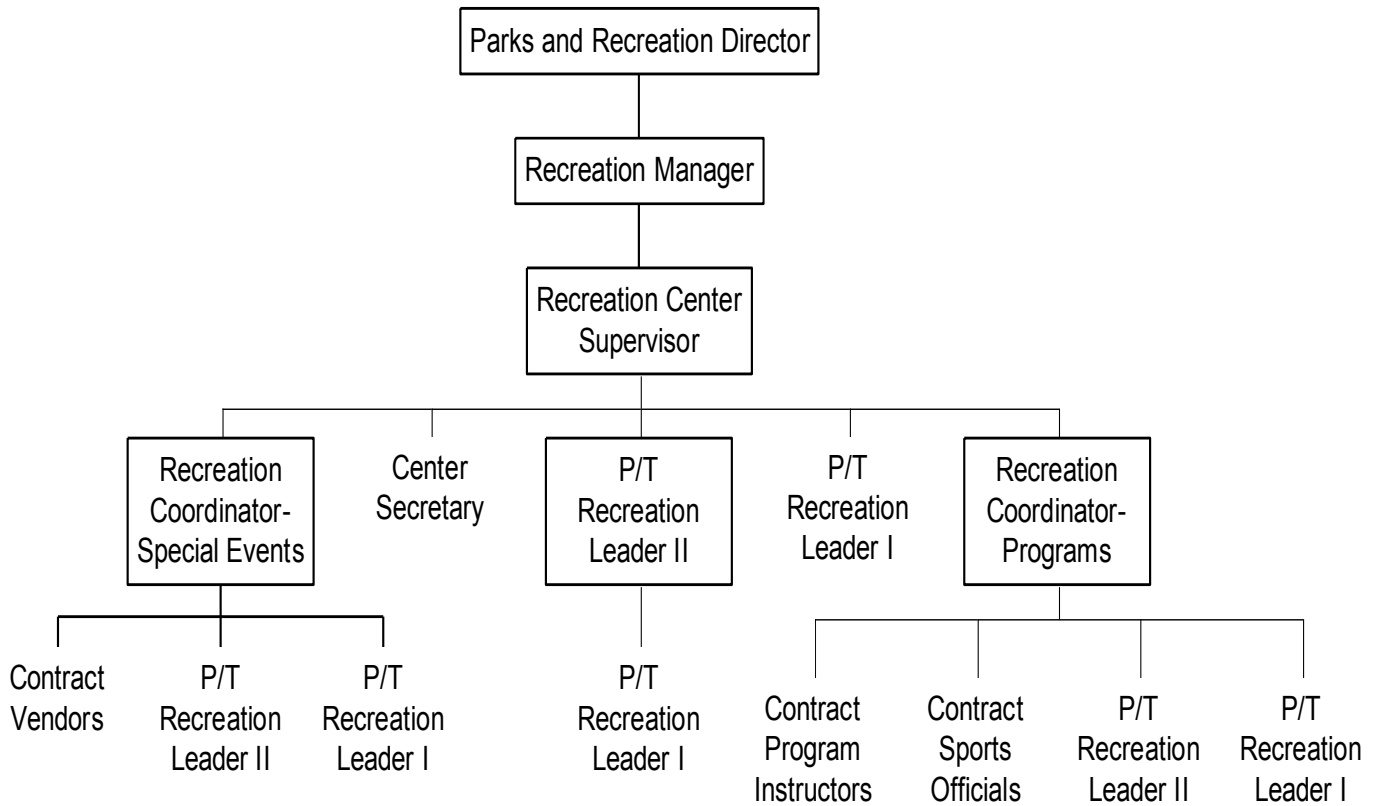 Parks and Recreation Director
Recreation Manager
Recreation Center
Supervisor
Recreation
Coordinator-
Special Events
Center
Secretary
P/T
Recreation
Leader II
P/T
Recreation
Leader I
Recreation
Coordinator-
Programs
Contract
Vendors
P/T
Recreation
Leader II
P/T
Recreation
Leader I
P/T
Recreation
Leader I
Contract
Program
Instructors
Contract
Sports
Officials
P/T
Recreation
Leader II
P/T
Recreation
Leader I